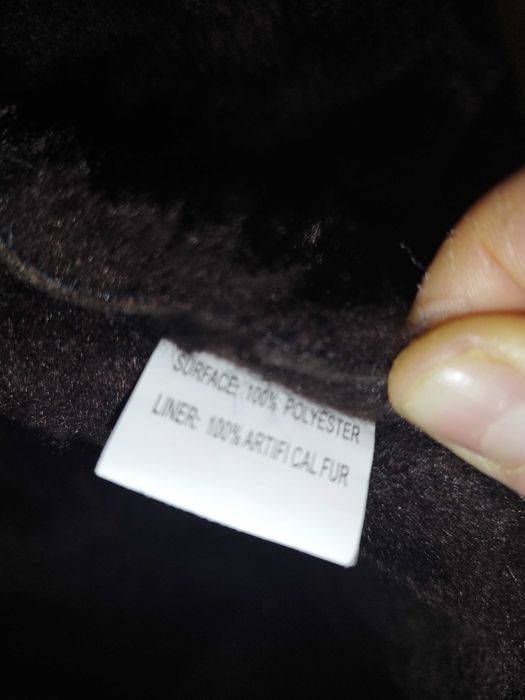 SURFACE: 100% POLYESTER
LINER: 100% ARTIFI CAL FUR